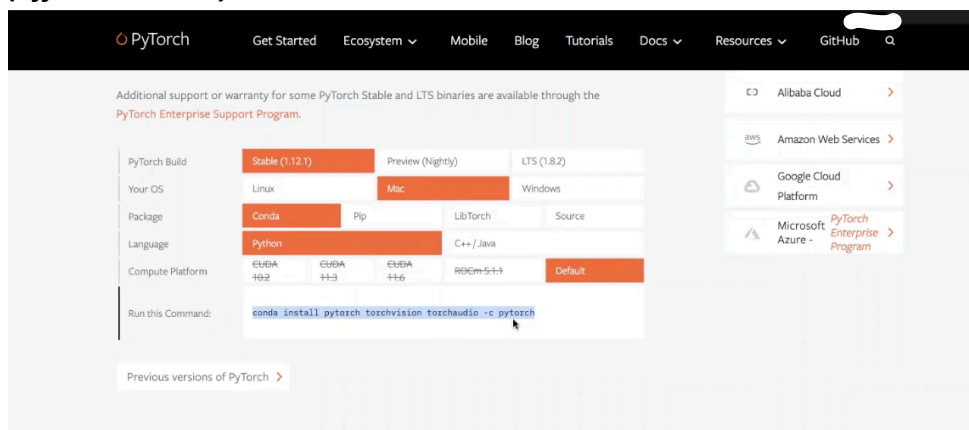 PyTorch Get Started Ecosystem Mobile Blog Tutorials Docs Resources GitHub
Additional support or warranty for some PyTorch Stable and LTS binaries are available through the
PyTorch Enterprise Support Program.
PyTorch Build Stable (1.12.1) Preview (Nightly) LTS (1.8.2)
Your OS Linux Mac Windows
Package Conda Pip LibTorch Source
Language Python C++ / Java
Compute Platform CUDA 10.2 CUDA 11.3 CUDA 11.6 ROCm 5.1.1 Default
Run this Command: conda install pytorch torchvision torchaudio -c pytorch
Previous versions of PyTorch
Alibaba Cloud
aws Amazon Web Services
Google Cloud
Platform
Microsoft
Azure -
PyTorch
Enterprise
Program